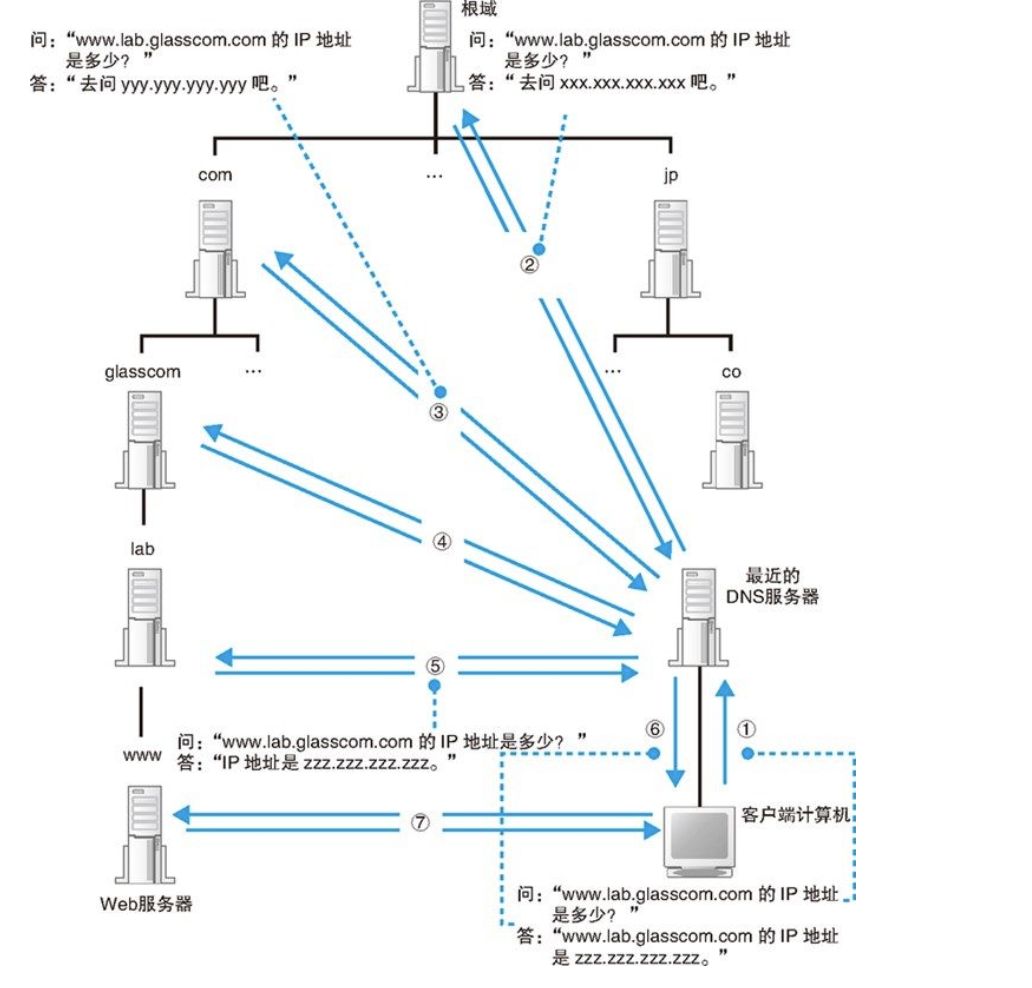 根域
问：“www.lab.glasscom.com 的 IP 地址
是多少？ ”
答：“ 去问 yyy.yyy.yyy.yyy 吧。”
问：“www.lab.glasscom.com 的 IP 地址
是多少？ ”
答：“ 去问 xxx.xxx.xxx.xxx 吧。”
com
…
jp
②
glasscom
…
…
co
③
④
lab
最近的
DNS服务器
⑤
⑥
①
www
问：“www.lab.glasscom.com 的 IP 地址是多少？ ”
答：“IP 地址是 zzz.zzz.zzz.zzz。”
⑦
客户端计算机
Web服务器
问：“www.lab.glasscom.com 的 IP 地址
是多少？ ”
答：“www.lab.glasscom.com 的 IP 地址
是 zzz.zzz.zzz.zzz。”